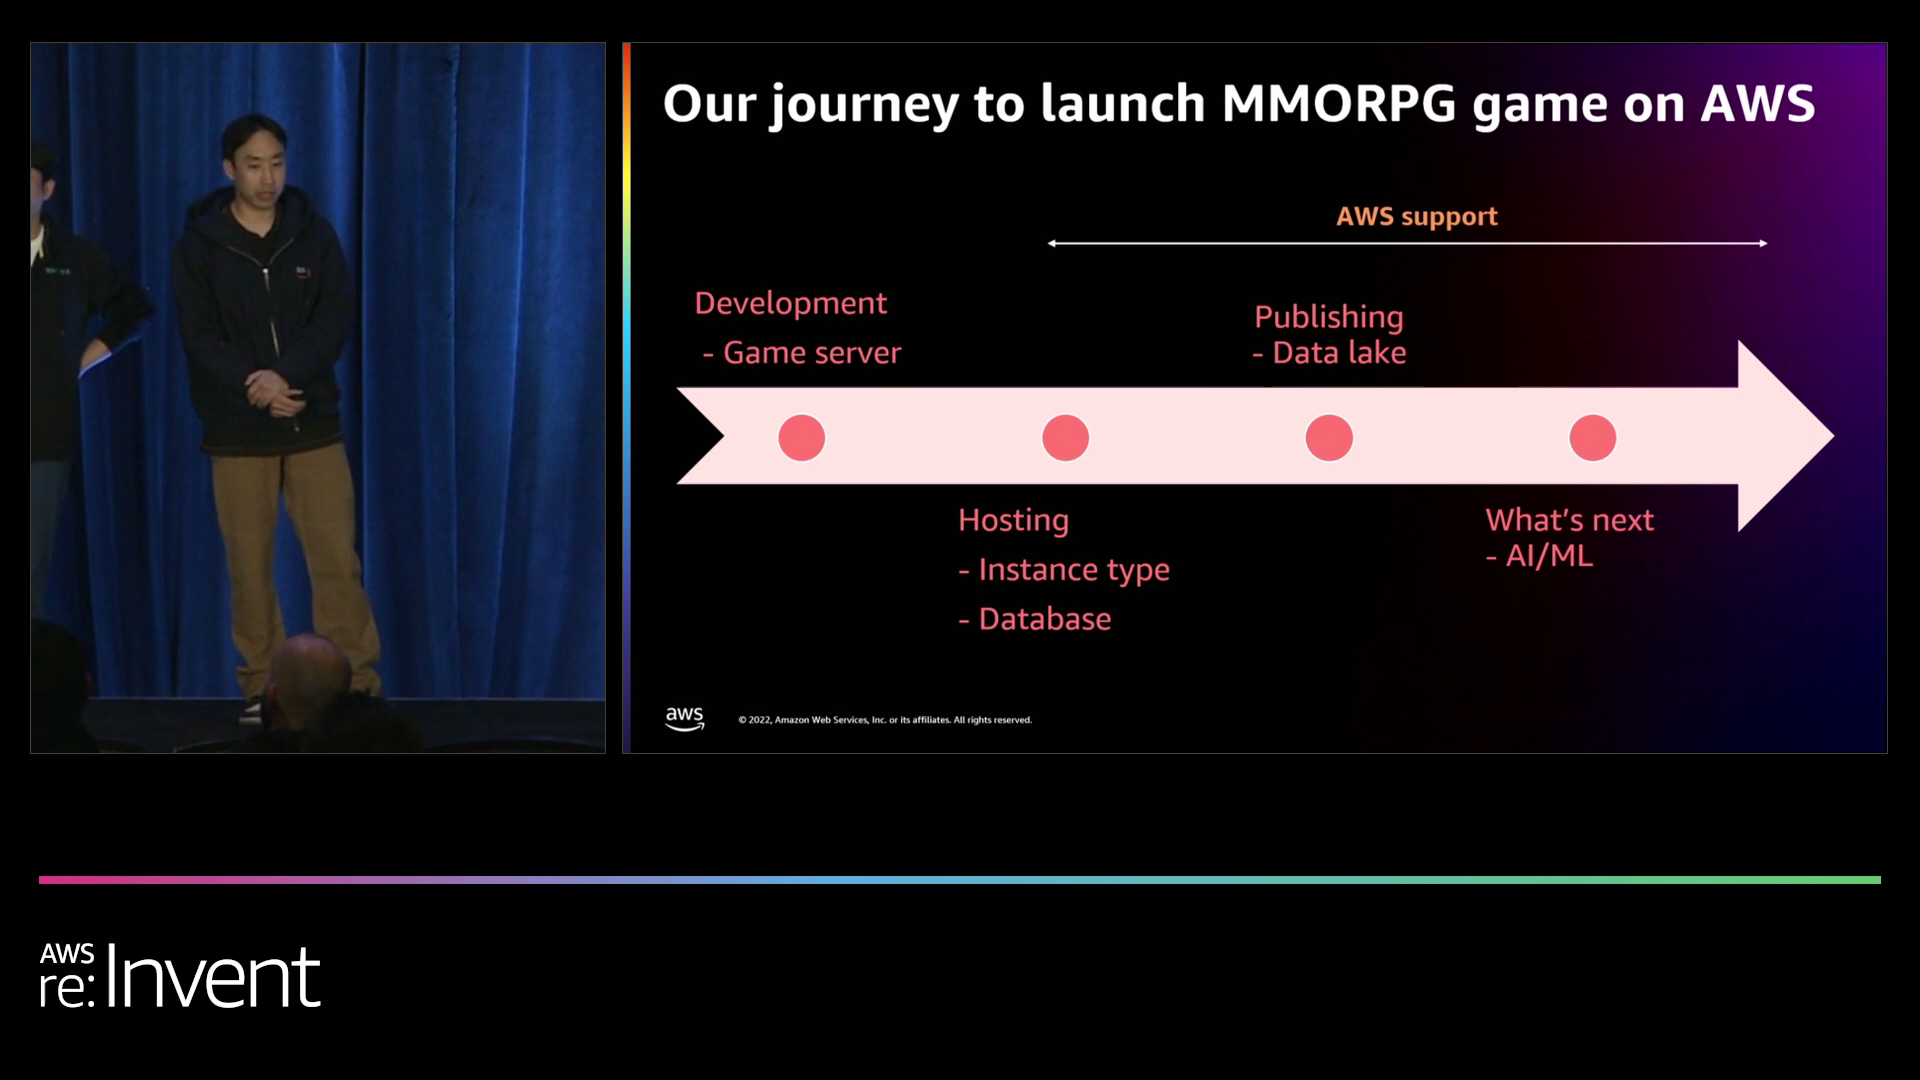 Our journey to launch MMORPG game on AWS
AWS support
Development
- Game server
Publishing
- Data lake
Hosting
- Instance type
- Database
What's next
- AI/ML
aws
© 2022, Amazon Web Services, Inc. or its affiliates. All rights reserved.
AWS
re:Invent